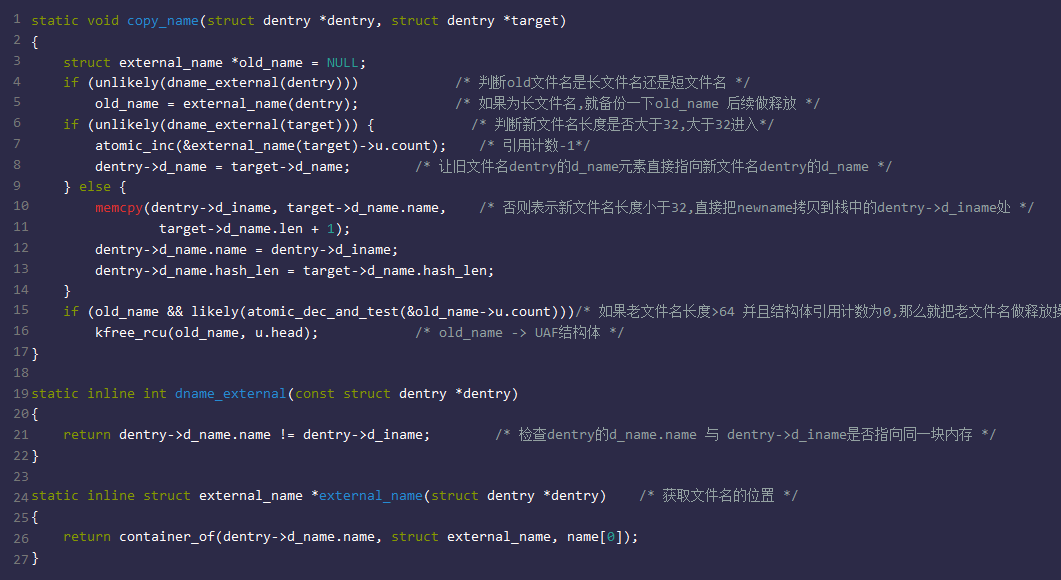 1 static void copy_name(struct dentry *dentry, struct dentry *target)
2 {
3     struct external_name *old_name = NULL;
4     if (unlikely(dname_external(dentry)))            /* 判断old文件名是长文件名还是短文件名 */
5         old_name = external_name(dentry);            /* 如果为长文件名,就备份一下old_name 后续做释放 */
6     if (unlikely(dname_external(target))) {            /* 判断新文件名长度是否大于32,大于32进入*/
7         atomic_inc(&external_name(target)->u.count);    /* 引用计数-1*/
8         dentry->d_name = target->d_name;        /* 让旧文件名dentry的d_name元素直接指向新文件名dentry的d_name */
9     } else {
10         memcpy(dentry->d_iname, target->d_name.name,    /* 否则表示新文件名长度小于32,直接把newname拷贝到栈中的dentry->d_iname处 */
11                 target->d_name.len + 1);
12         dentry->d_name.name = dentry->d_iname;
13         dentry->d_name.hash_len = target->d_name.hash_len;
14     }
15     if (old_name && likely(atomic_dec_and_test(&old_name->u.count)))/* 如果老文件名长度>64 并且结构体引用计数为0,那么就把老文件名做释放
16         kfree_rcu(old_name, u.head);            /* old_name -> UAF结构体 */
17 }
18
19 static inline int dname_external(const struct dentry *dentry)
20 {
21     return dentry->d_name.name != dentry->d_iname;        /* 检查dentry的d_name.name 与 dentry->d_iname是否指向同一块内存 */
22 }
23
24 static inline struct external_name *external_name(struct dentry *dentry)    /* 获取文件名的位置 */
25 {
26     return container_of(dentry->d_name.name, struct external_name, name[0]);
27 }